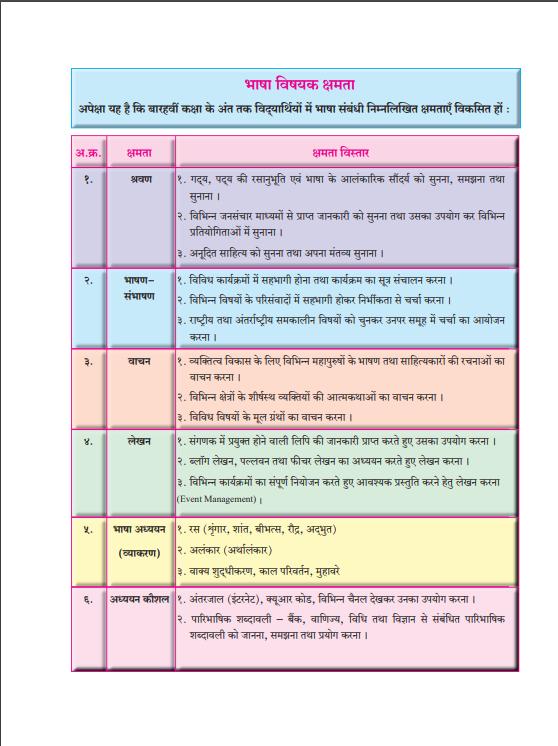 भाषा विषयक क्षमता
अपेक्षा यह है कि बारहवीं कक्षा के अंत तक विद्यार्थियों में भाषा संबंधी निम्नलिखित क्षमताएँ विकसित हों :
अ.क्र. क्षमता क्षमता विस्तार
१. श्रवण १. गद्य, पद्य की रसानुभूति एवं भाषा के आलंकारिक सौंदर्य को सुनना, समझना तथा
सुनाना ।
२. विभिन्न जनसंचार माध्यमों से प्राप्त जानकारी को सुनना तथा उसका उपयोग कर विभिन्न
प्रतियोगिताओं में सुनाना ।
३. अनूदित साहित्य को सुनना तथा अपना मंतव्य सुनाना ।
२. भाषण– १. विविध कार्यक्रमों में सहभागी होना तथा कार्यक्रम का सूत्र संचालन करना ।
संभाषण २. विभिन्न विषयों के परिसंवादों में सहभागी होकर निर्भीकता से चर्चा करना ।
३. राष्ट्रीय तथा अंतर्राष्ट्रीय समकालीन विषयों को चुनकर उनपर समूह में चर्चा का आयोजन
करना ।
३. वाचन १. व्यक्तित्व विकास के लिए विभिन्न महापुरुषों के भाषण तथा साहित्यकारों की रचनाओं का
वाचन करना ।
२. विभिन्न क्षेत्रों के शीर्षस्थ व्यक्तियों की आत्मकथाओं का वाचन करना ।
३. विविध विषयों के मूल ग्रंथों का वाचन करना ।
४. लेखन १. संगणक में प्रयुक्त होने वाली लिपि की जानकारी प्राप्त करते हुए उसका उपयोग करना ।
२. ब्लॉग लेखन, पल्लवन तथा फीचर लेखन का अध्ययन करते हुए लेखन करना ।
३. विभिन्न कार्यक्रमों का संपूर्ण नियोजन करते हुए आवश्यक प्रस्तुति करने हेतु लेखन करना
(Event Management) ।
५. भाषा अध्ययन १. रस (शृंगार, शांत, बीभत्स, रौद्र, अद्भुत)
(व्याकरण) २. अलंकार (अर्थालंकार)
३. वाक्य शुद्धीकरण, काल परिवर्तन, मुहावरे
६. अध्ययन कौशल १. अंतरजाल (इंटरनेट), क्यूआर कोड, विभिन्न चैनल देखकर उनका उपयोग करना ।
२. पारिभाषिक शब्दावली – बैंक, वाणिज्य, विधि तथा विज्ञान से संबंधित पारिभाषिक
शब्दावली को जानना, समझना तथा प्रयोग करना ।